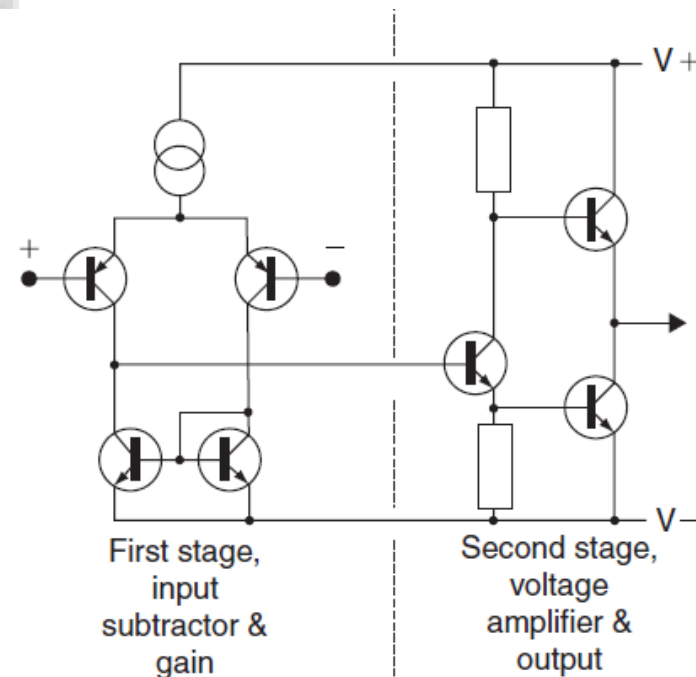 V +
+
−
V −
First stage,
input
subtractor &
gain
Second stage,
voltage
amplifier &
output